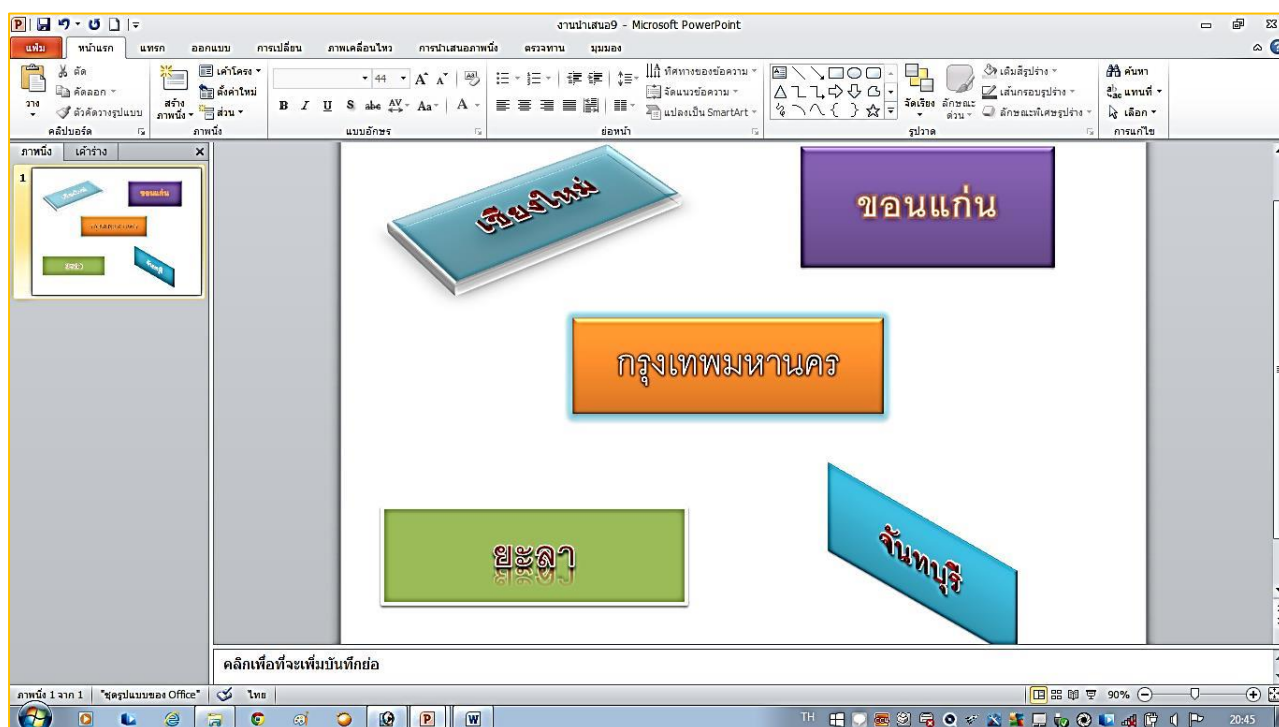 งานนำเสนอ9 - Microsoft PowerPoint
แฟ้ม หน้าแรก แทรก ออกแบบ การเปลี่ยน ภาพเคลื่อนไหว การนำเสนอภาพนิ่ง ตรวจทาน มุมมอง
วาง
ตัด
คัดลอก
ตัวคัดวางรูปแบบ
คลิปบอร์ด
สร้าง
ภาพนิ่ง
เค้าโครง
ตั้งค่าใหม่
ส่วน
ภาพนิ่ง
44
B I U S abc AV Aa A
แบบอักษร
ทิศทางของข้อความ
จัดแนวข้อความ
แปลงเป็น SmartArt
ย่อหน้า
จัดเรียง
ลักษณะ
ด่วน
เติมสีรูปร่าง
เส้นกรอบรูปร่าง
ลักษณะพิเศษรูปร่าง
รูปวาด
ค้นหา
แทนที่
เลือก
การแก้ไข
ภาพนิ่ง เค้าร่าง
1
เชียงใหม่
ขอนแก่น
กรุงเทพมหานคร
ยะลา
จันทบุรี
คลิกเพื่อที่จะเพิ่มบันทึกย่อ
ภาพนิ่ง 1 จาก 1 "ชุดรูปแบบของ Office" ไทย 90%
TH 20:45